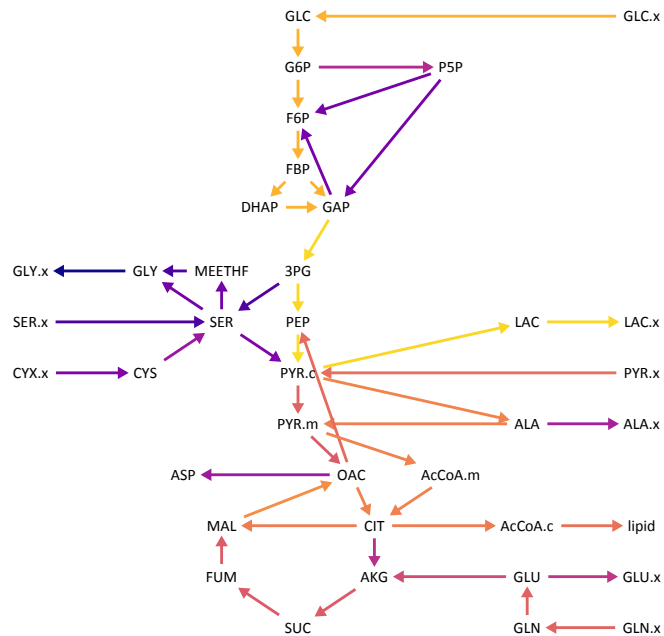 GLC GLC.x
G6P P5P
F6P
FBP
DHAP GAP
GLY.x GLY MEETHF 3PG
SER.x SER PEP LAC LAC.x
CYX.x CYS PYR.c PYR.x
PYR.m ALA ALA.x
ASP OAC AcCoA.m
MAL CIT AcCoA.c lipid
FUM AKG GLU GLU.x
SUC GLN GLN.x